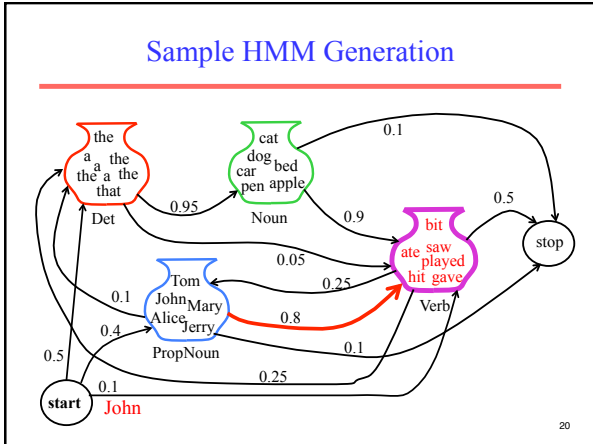 Sample HMM Generation
the
a
a
the
the
a
the
that
Det
cat
dog
car
bed
pen
apple
Noun
0.95
0.1
0.9
0.5
stop
bit
ate
saw
played
hit
gave
Verb
0.05
0.25
Tom
John
Mary
Alice
Jerry
PropNoun
0.8
0.1
0.4
0.1
0.5
0.25
0.1
start
John
20